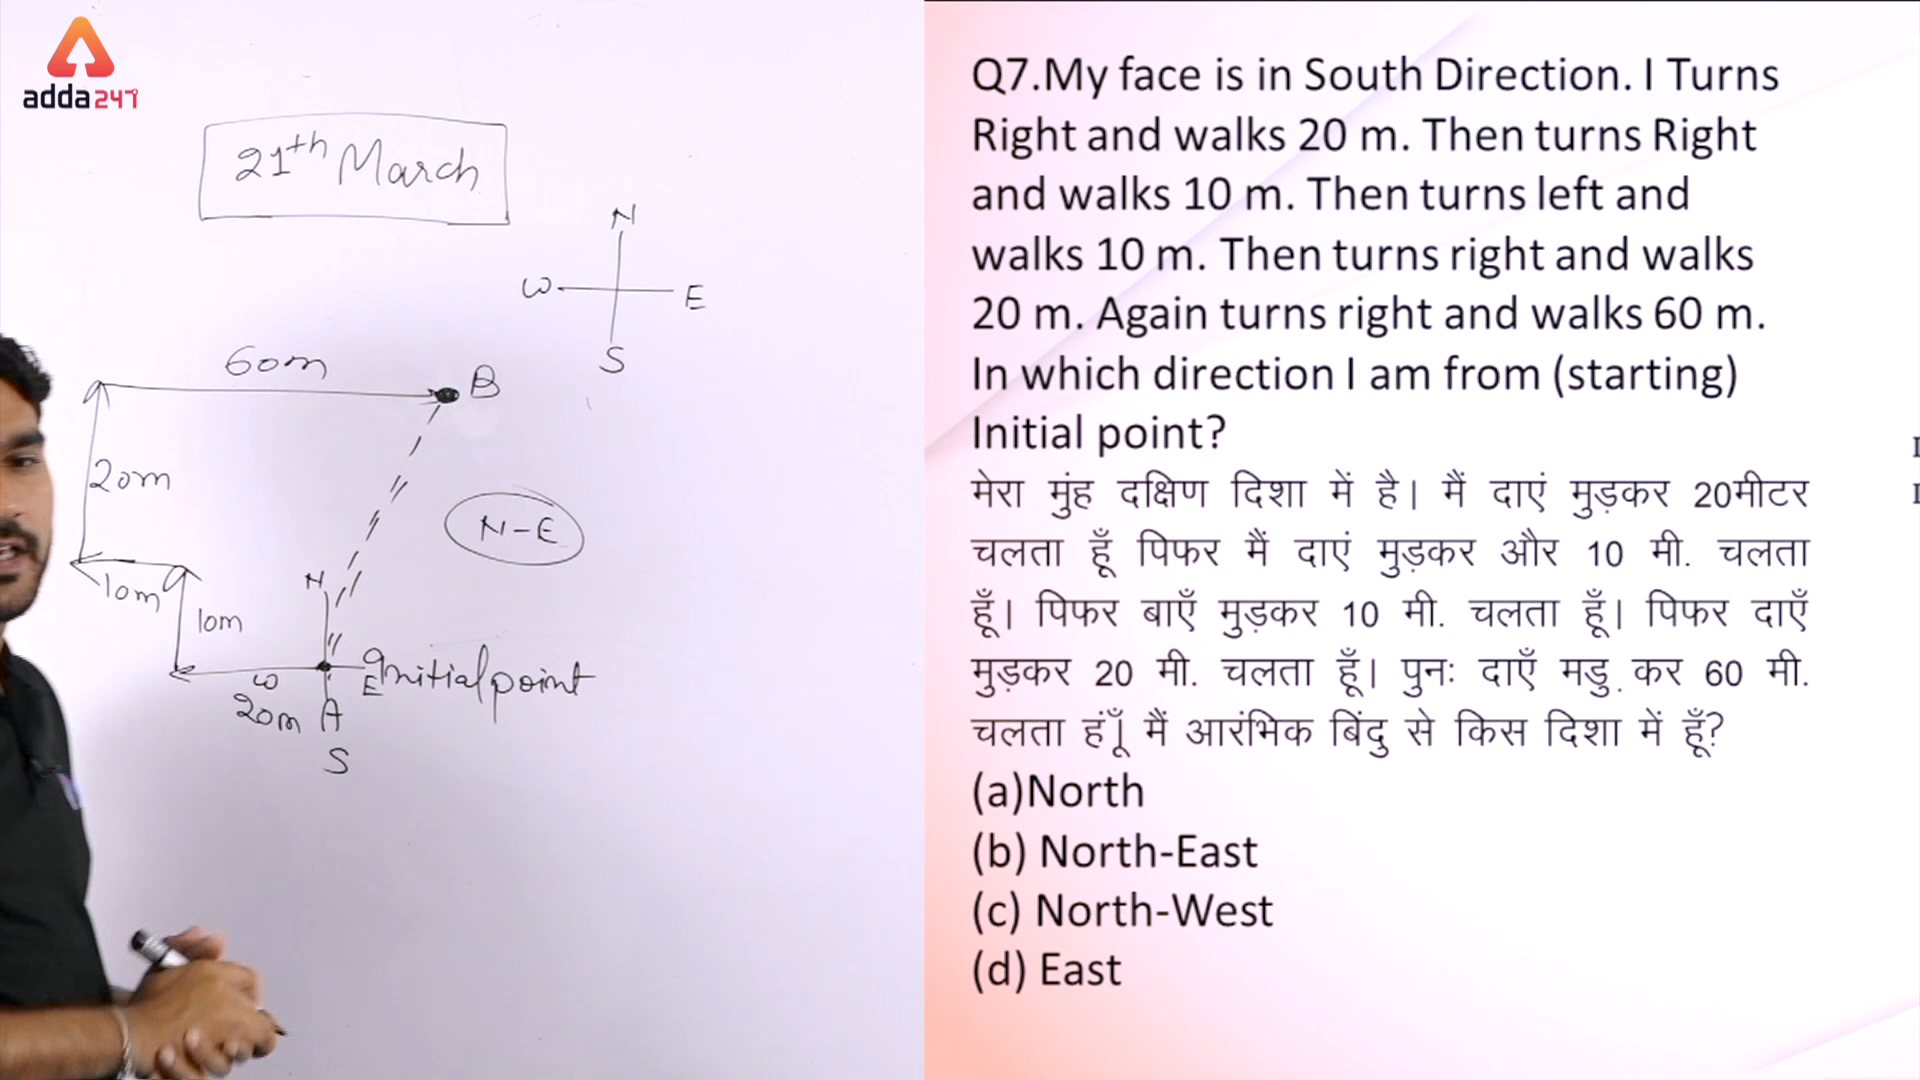 adda247
21th March
N
W
E
S
60m
B
20m
N-E
N
10m
10m
W
E
Initial point
20m
A
S
Q7.My face is in South Direction. I Turns
Right and walks 20 m. Then turns Right
and walks 10 m. Then turns left and
walks 10 m. Then turns right and walks
20 m. Again turns right and walks 60 m.
In which direction I am from (starting)
Initial point?
मेरा मुंह दक्षिण दिशा में है। मैं दाएं मुड़कर 20मीटर
चलता हूँ पिफर मैं दाएं मुड़कर और 10 मी. चलता
हूँ। पिफर बाएँ मुड़कर 10 मी. चलता हूँ। पिफर दाएँ
मुड़कर 20 मी. चलता हूँ। पुनः दाएँ मडु कर 60 मी.
चलता हंॅू। मैं आरंभिक बिंदु से किस दिशा में हूँ?
(a)North
(b) North-East
(c) North-West
(d) East